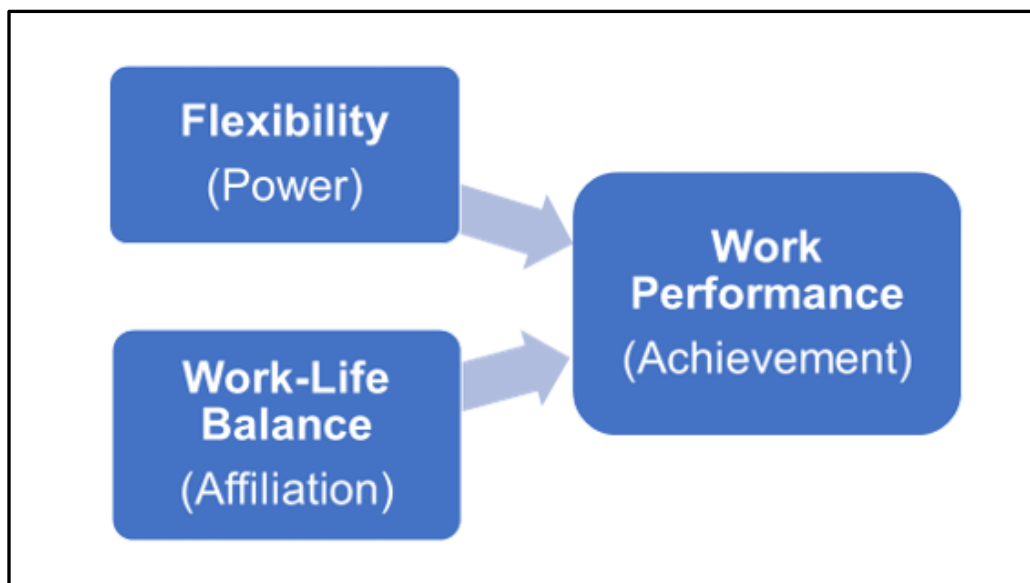 Flexibility
(Power)
Work-Life
Balance
(Affiliation)
Work
Performance
(Achievement)